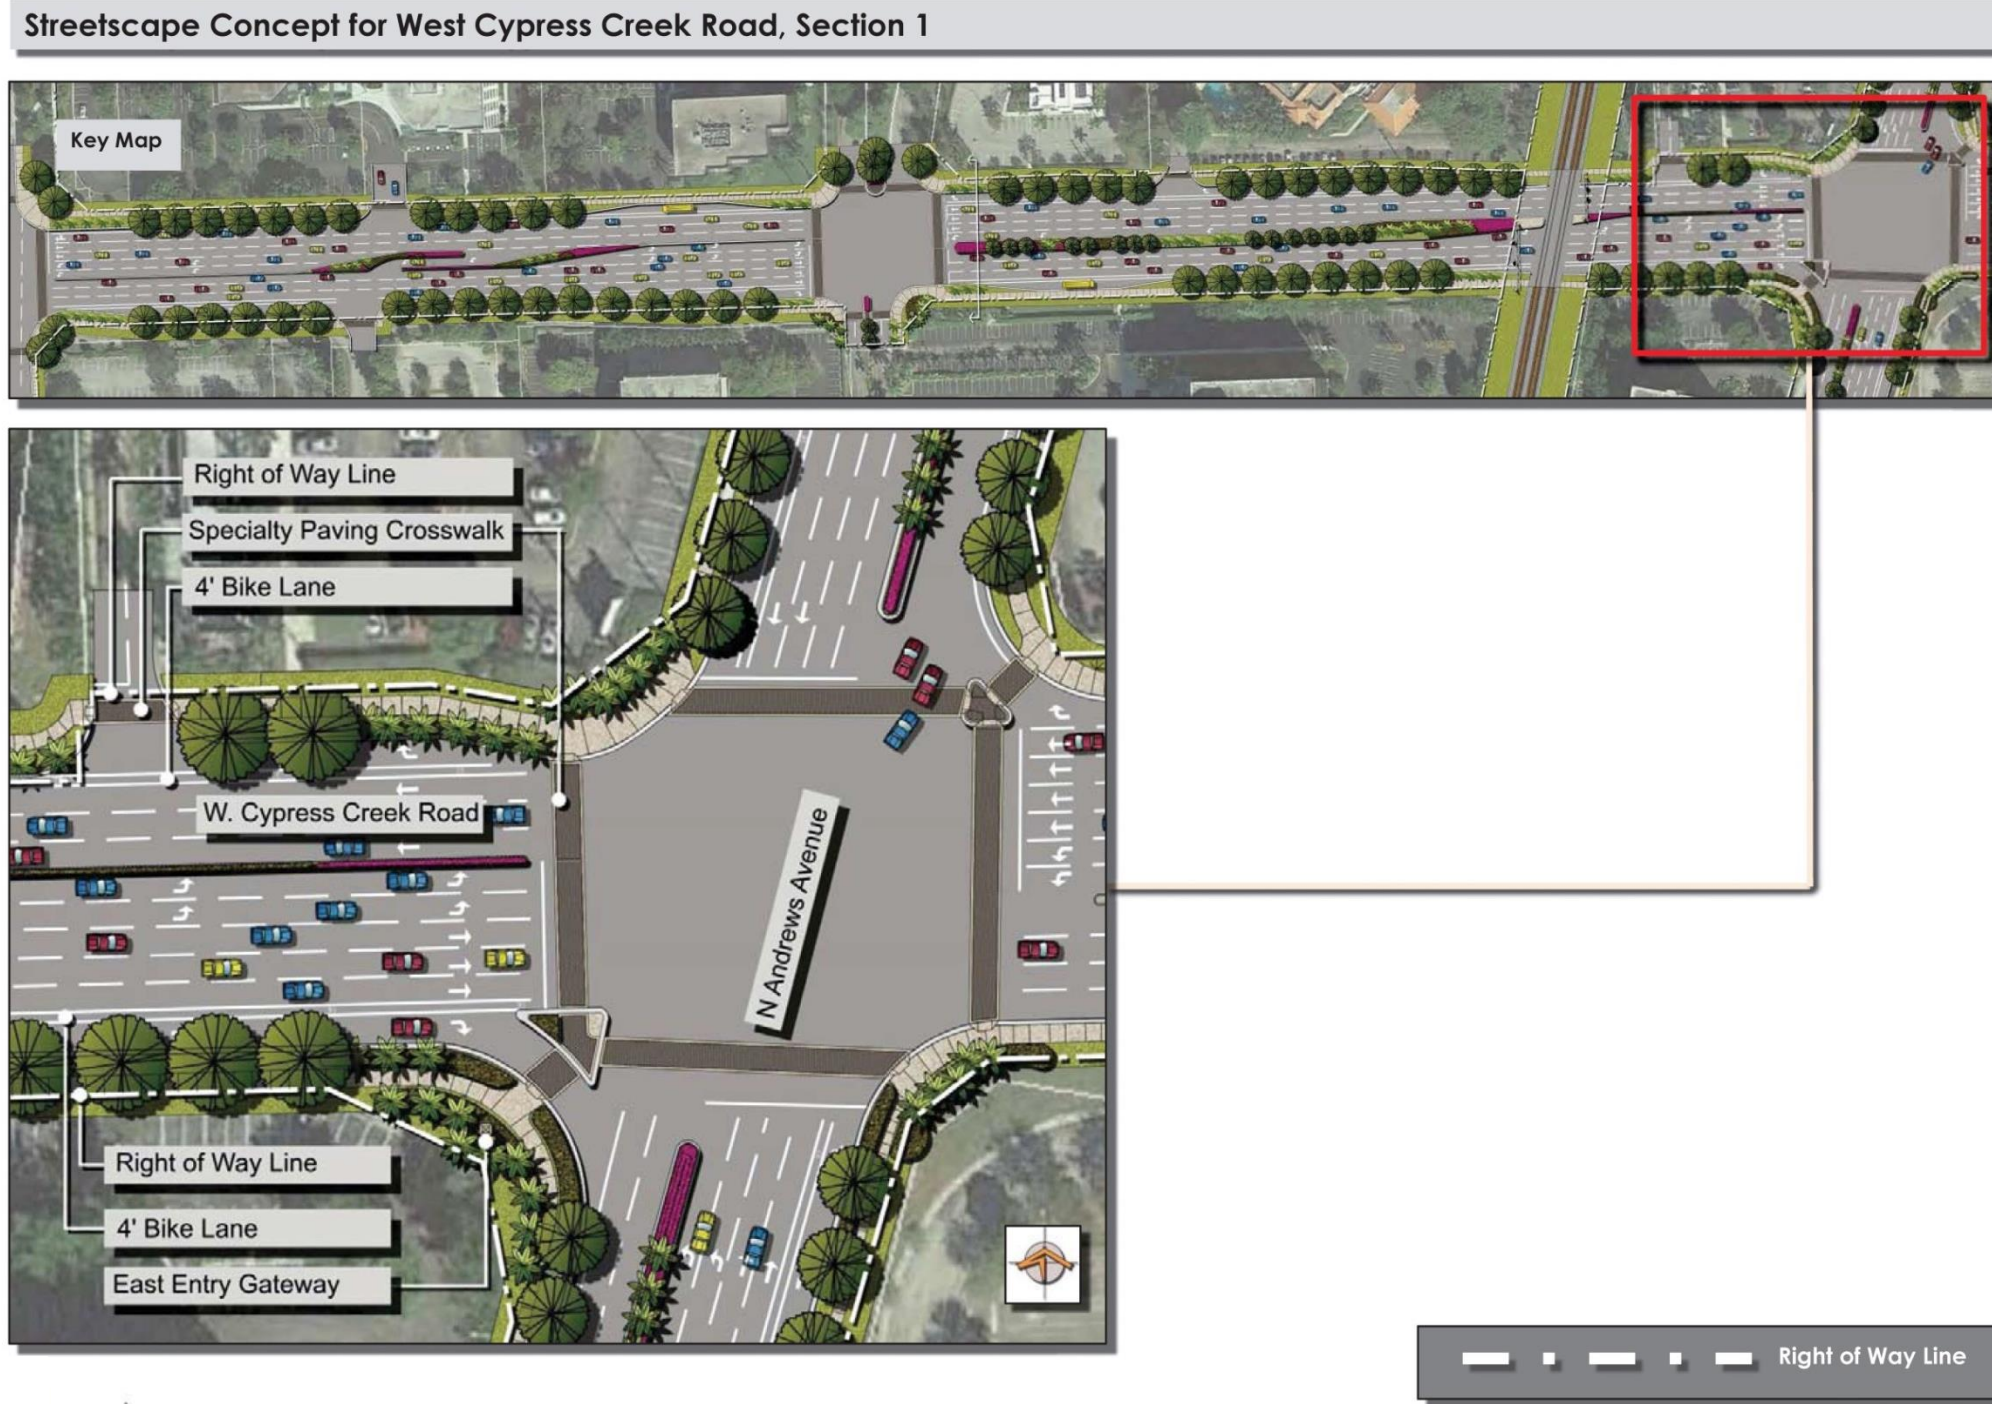 Streetscape Concept for West Cypress Creek Road, Section 1
Key Map
Right of Way Line
Specialty Paving Crosswalk
4' Bike Lane
W. Cypress Creek Road
N Andrews Avenue
Right of Way Line
4' Bike Lane
East Entry Gateway
Right of Way Line